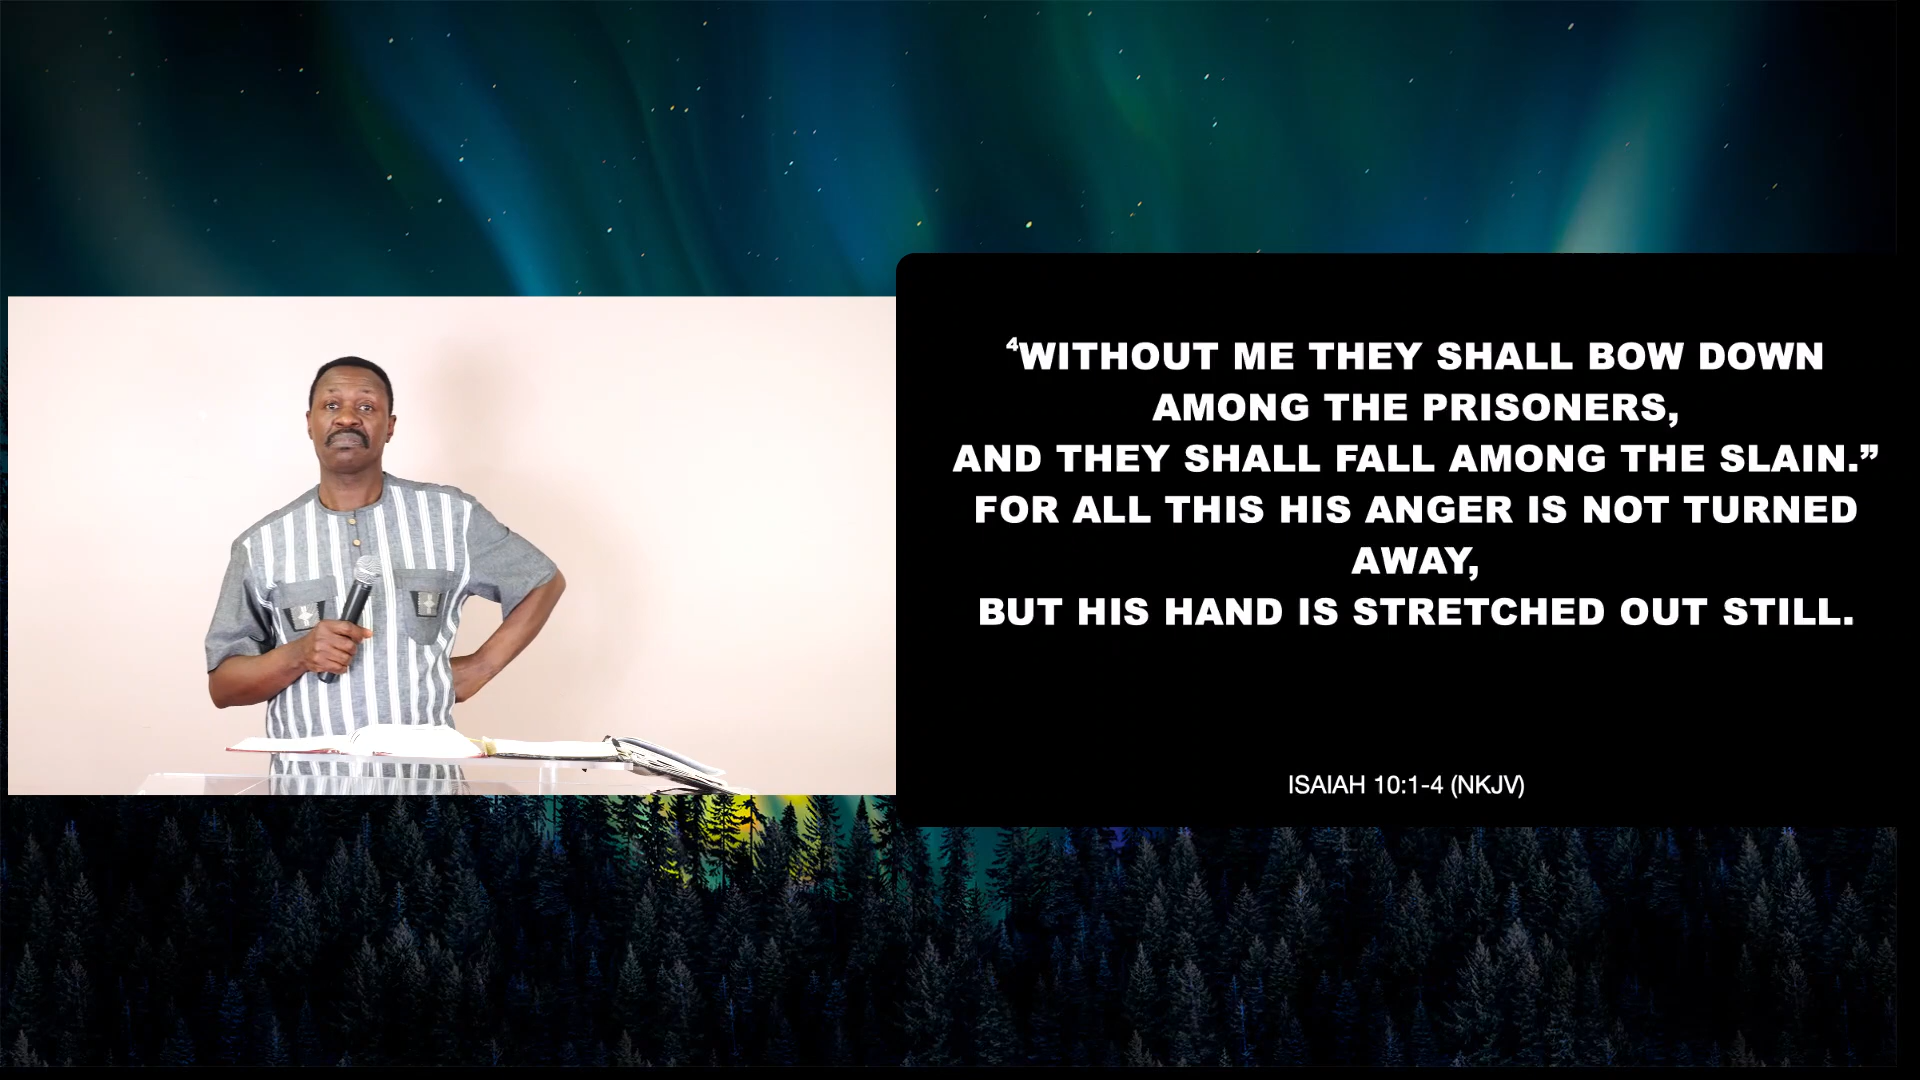 ⁴WITHOUT ME THEY SHALL BOW DOWN
AMONG THE PRISONERS,
AND THEY SHALL FALL AMONG THE SLAIN.”
FOR ALL THIS HIS ANGER IS NOT TURNED
AWAY,
BUT HIS HAND IS STRETCHED OUT STILL.
ISAIAH 10:1-4 (NKJV)